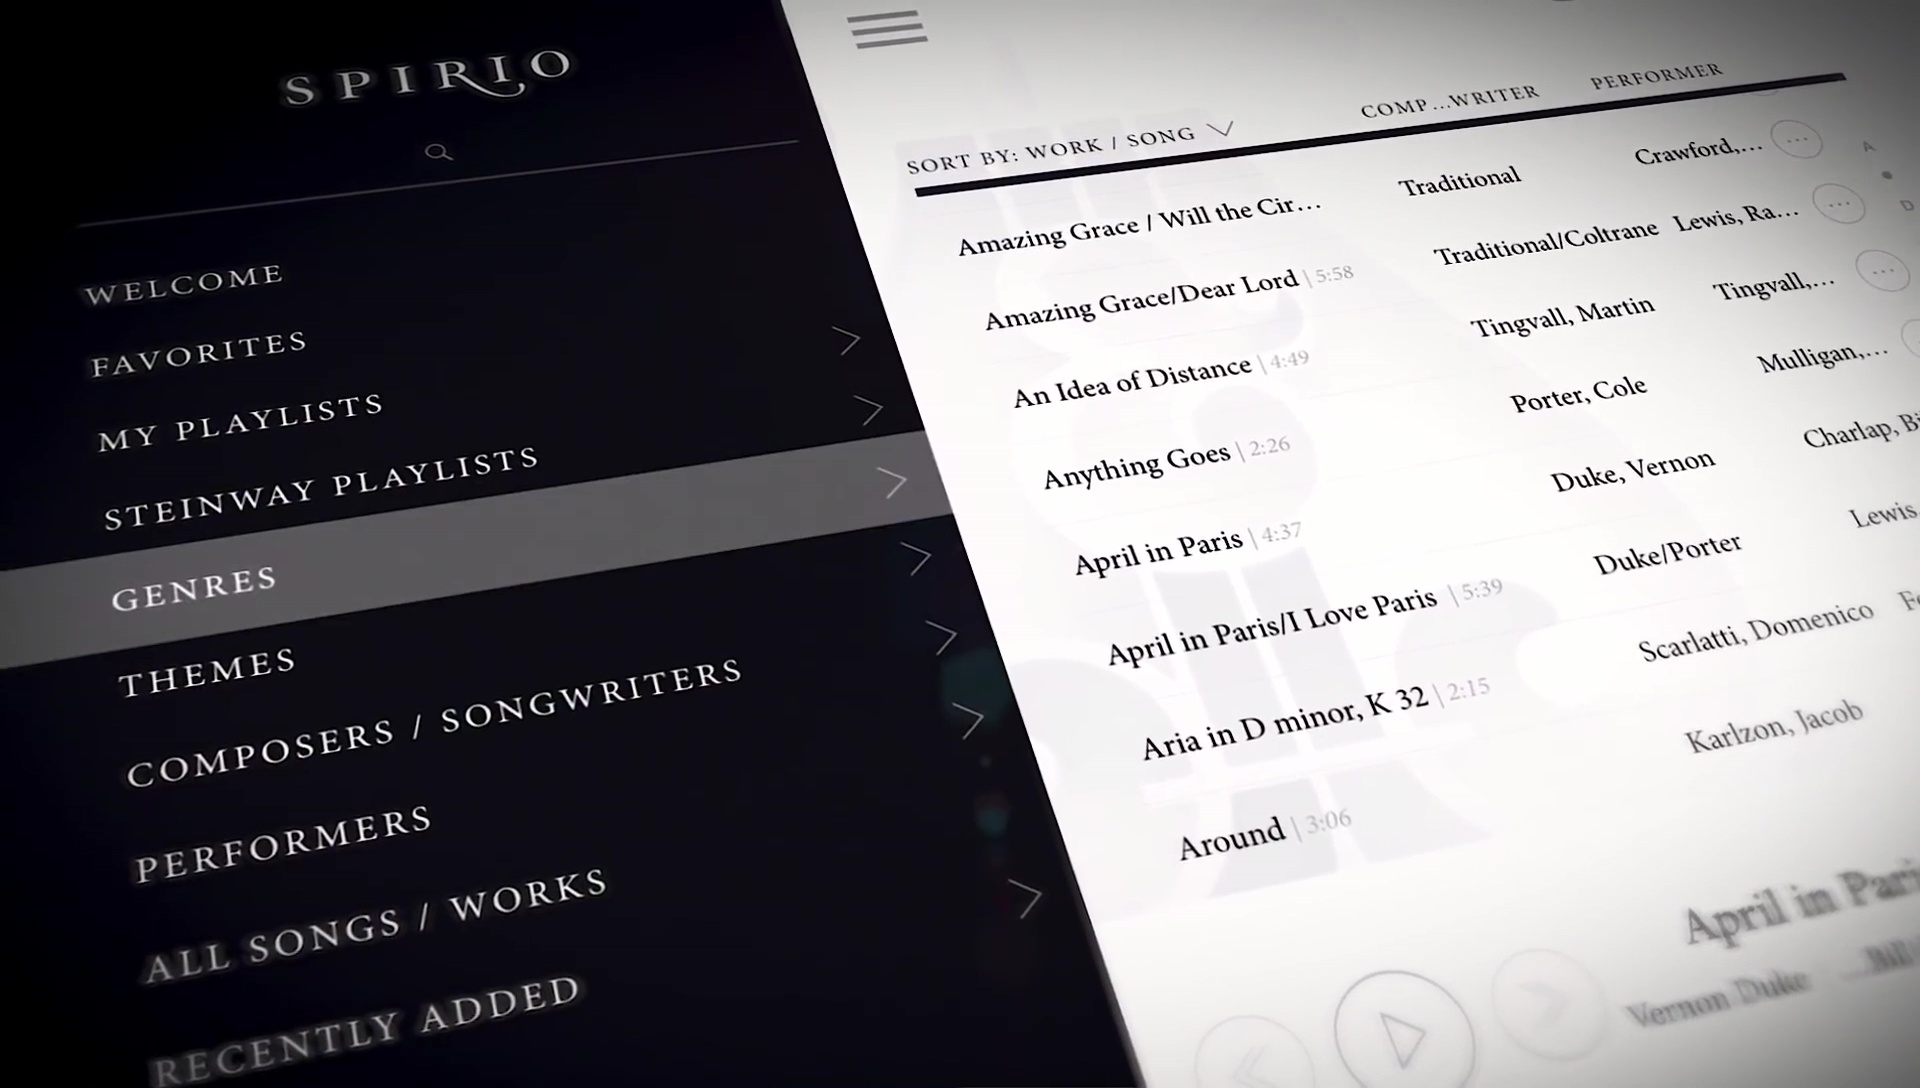 SPIRIO
WELCOME
FAVORITES
MY PLAYLISTS
STEINWAY PLAYLISTS
GENRES
THEMES
COMPOSERS / SONGWRITERS
PERFORMERS
ALL SONGS / WORKS
RECENTLY ADDED
SORT BY: WORK / SONG COMP...WRITER PERFORMER
Amazing Grace / Will the Cir... Traditional Crawford,...
Amazing Grace/Dear Lord | 5:58 Traditional/Coltrane Lewis, Ra...
An Idea of Distance | 4:49 Tingvall, Martin Tingvall,...
Anything Goes | 2:26 Porter, Cole Mulligan,...
April in Paris | 4:37 Duke, Vernon Charlap, Bi
April in Paris/I Love Paris | 5:39 Duke/Porter Lewis,
Aria in D minor, K 32 | 2:15 Scarlatti, Domenico
Around | 3:06 Karlzon, Jacob
A
D
April in Paris
Vernon Duke ...Bill